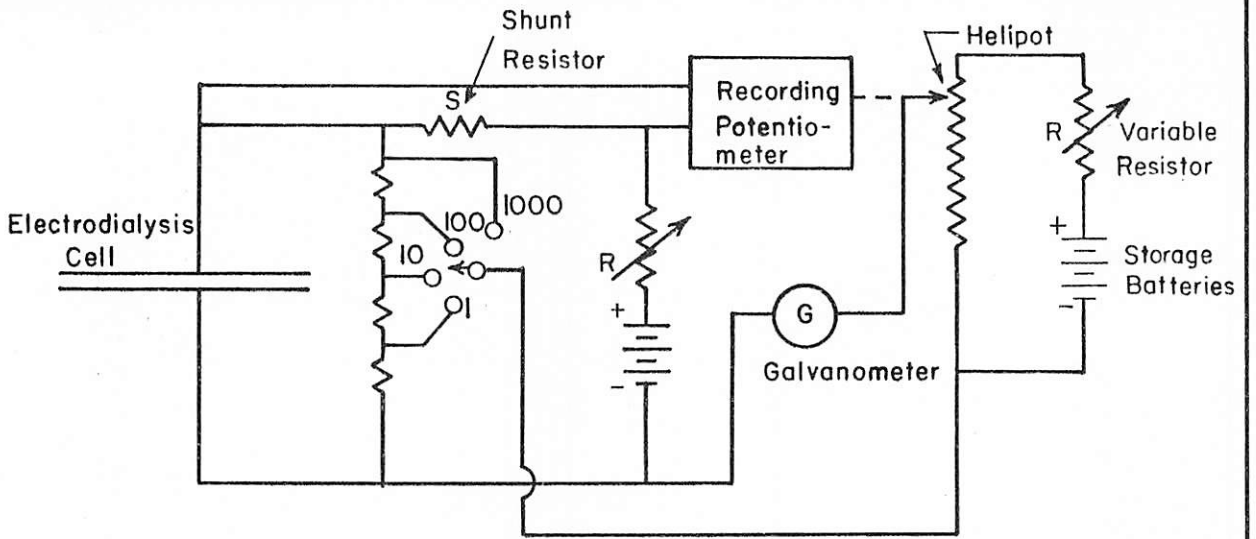 Shunt
Resistor
S
Helipot
Recording
Potentio-
meter
R
Variable
Resistor
1000
100
10
1
Electrodialysis
Cell
R
+
-
G
Galvanometer
+
-
Storage
Batteries